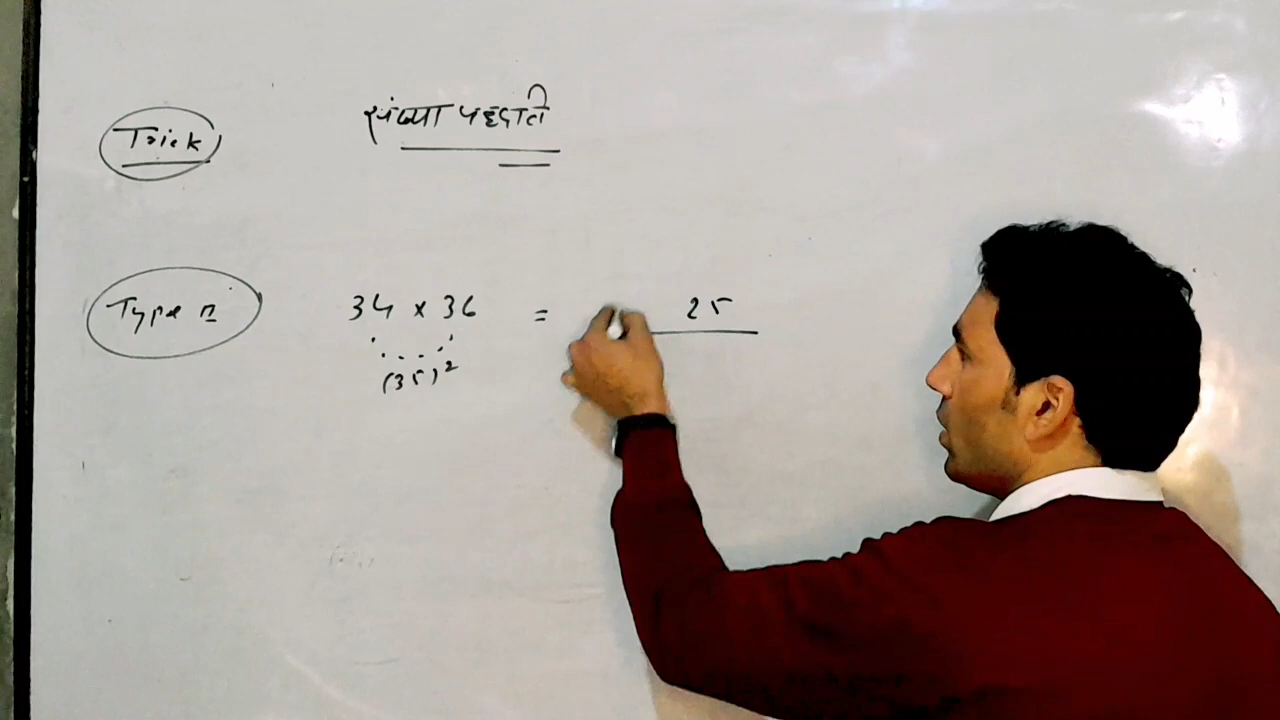 Trick
संख्या पद्धति
Type II
34 x 36 = 25
(35)²